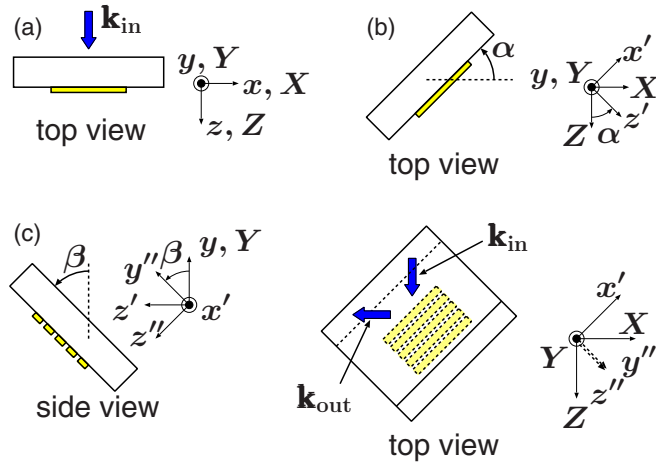 (a)
k_in
y, Y
x, X
z, Z
top view
(b)
α
x'
y, Y
X
Z
α
z'
top view
(c)
β
y''
β
y, Y
z'
x'
z''
side view
k_in
k_out
top view
x'
X
Y
y''
z''
Z